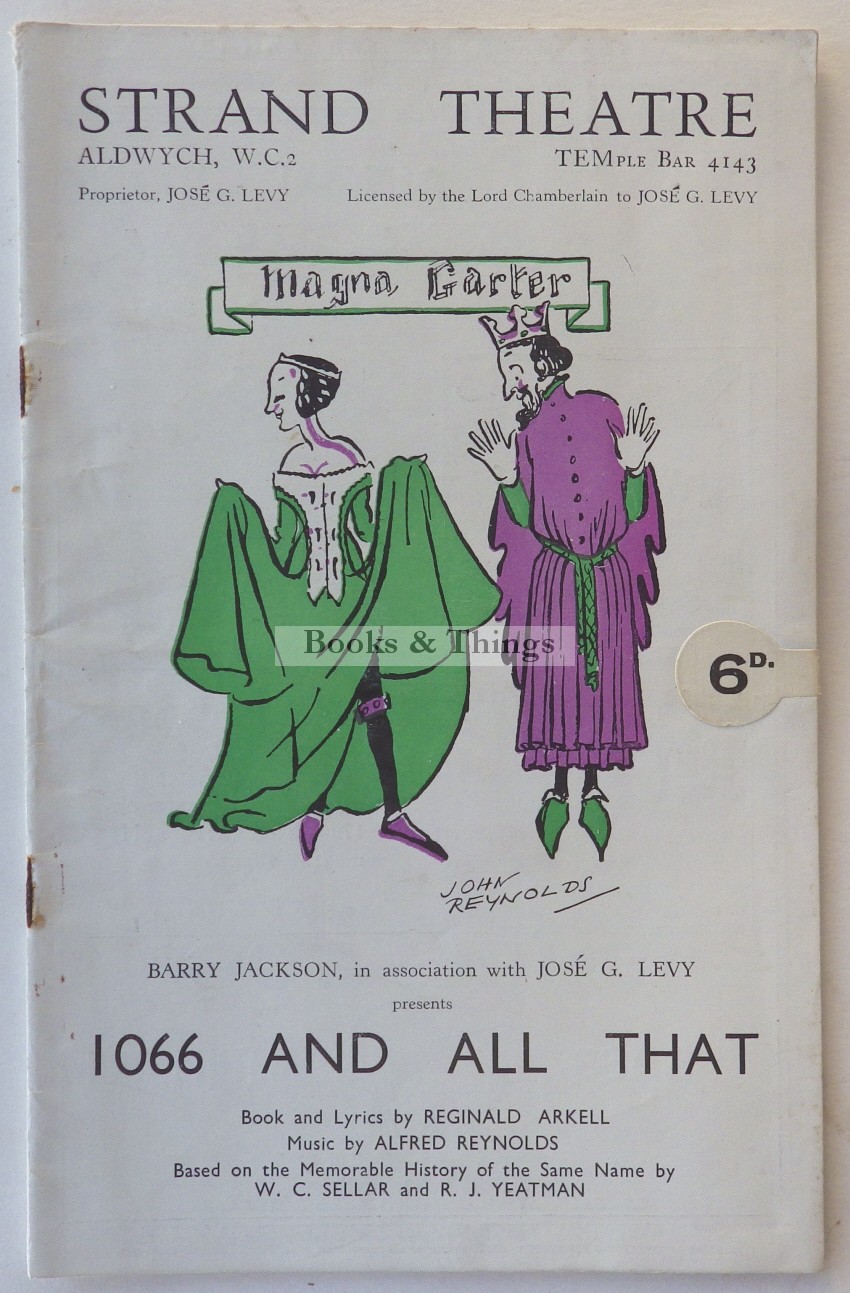 STRAND THEATRE
ALDWYCH, W.C.2 TEMPLE BAR 4143
Proprietor, JOSÉ G. LEVY Licensed by the Lord Chamberlain to JOSÉ G. LEVY
Magna Garter
Books & Things
6D.
JOHN
REYNOLDS
BARRY JACKSON, in association with JOSÉ G. LEVY
presents
1066 AND ALL THAT
Book and Lyrics by REGINALD ARKELL
Music by ALFRED REYNOLDS
Based on the Memorable History of the Same Name by
W. C. SELLAR and R. J. YEATMAN